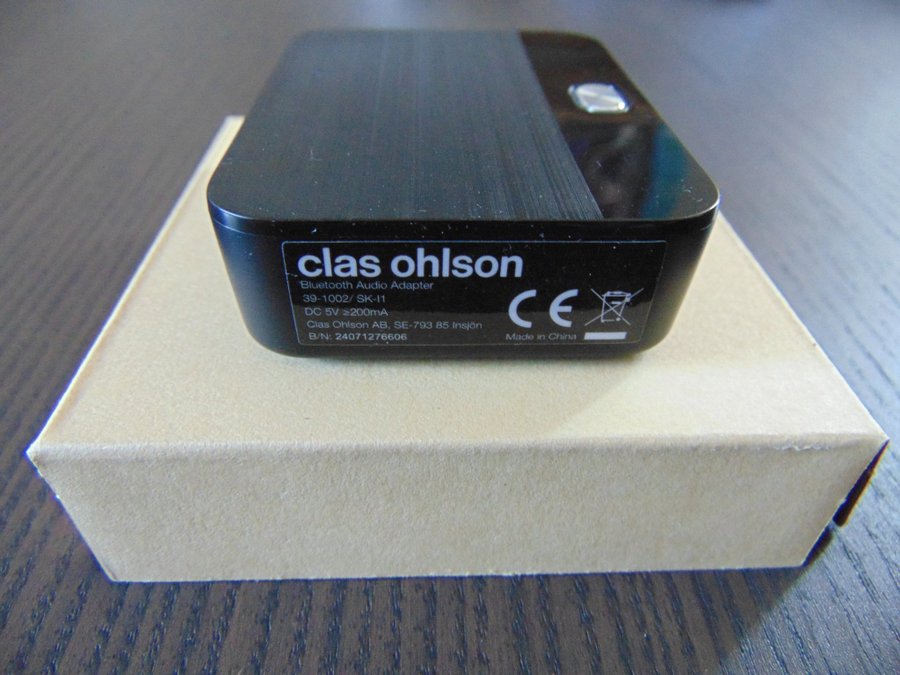 clas ohlson
Bluetooth Audio Adapter
39-1002/ SK-I1
DC 5V ≥200mA
Clas Ohlson AB, SE-793 85 Insjön
B/N: 24071276606
CE
Made in China